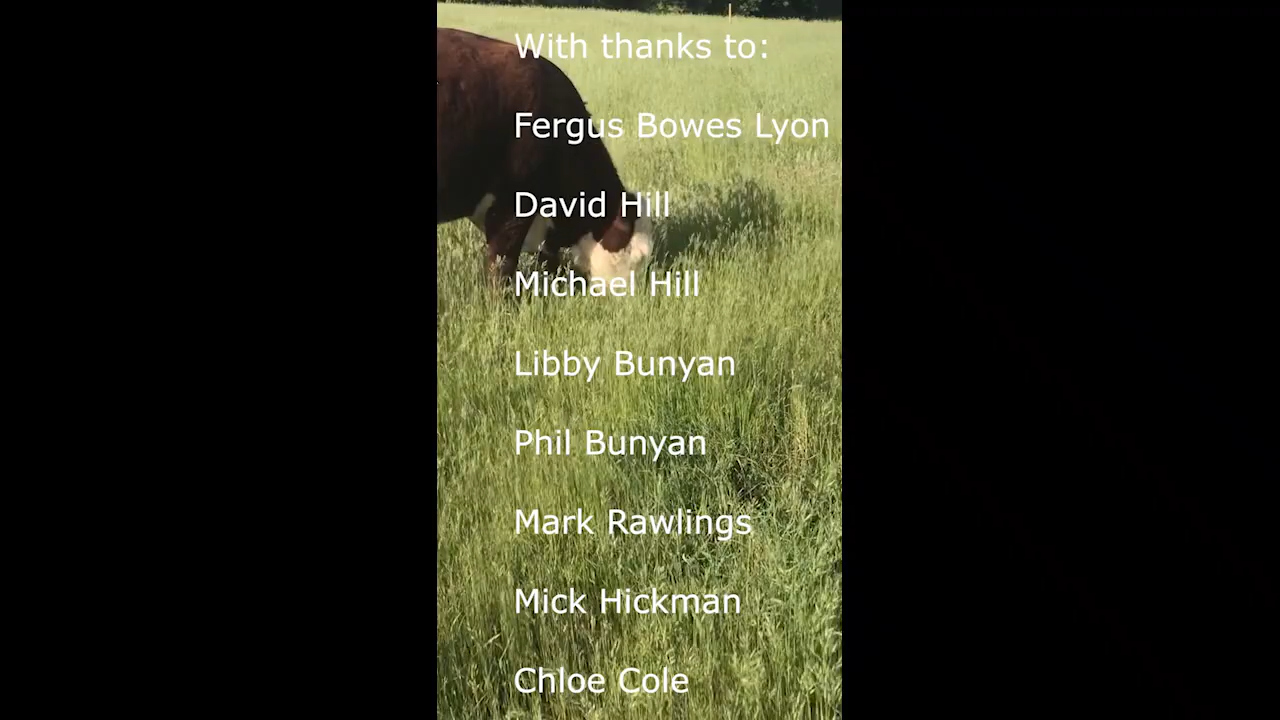 With thanks to:
Fergus Bowes Lyon
David Hill
Michael Hill
Libby Bunyan
Phil Bunyan
Mark Rawlings
Mick Hickman
Chloe Cole